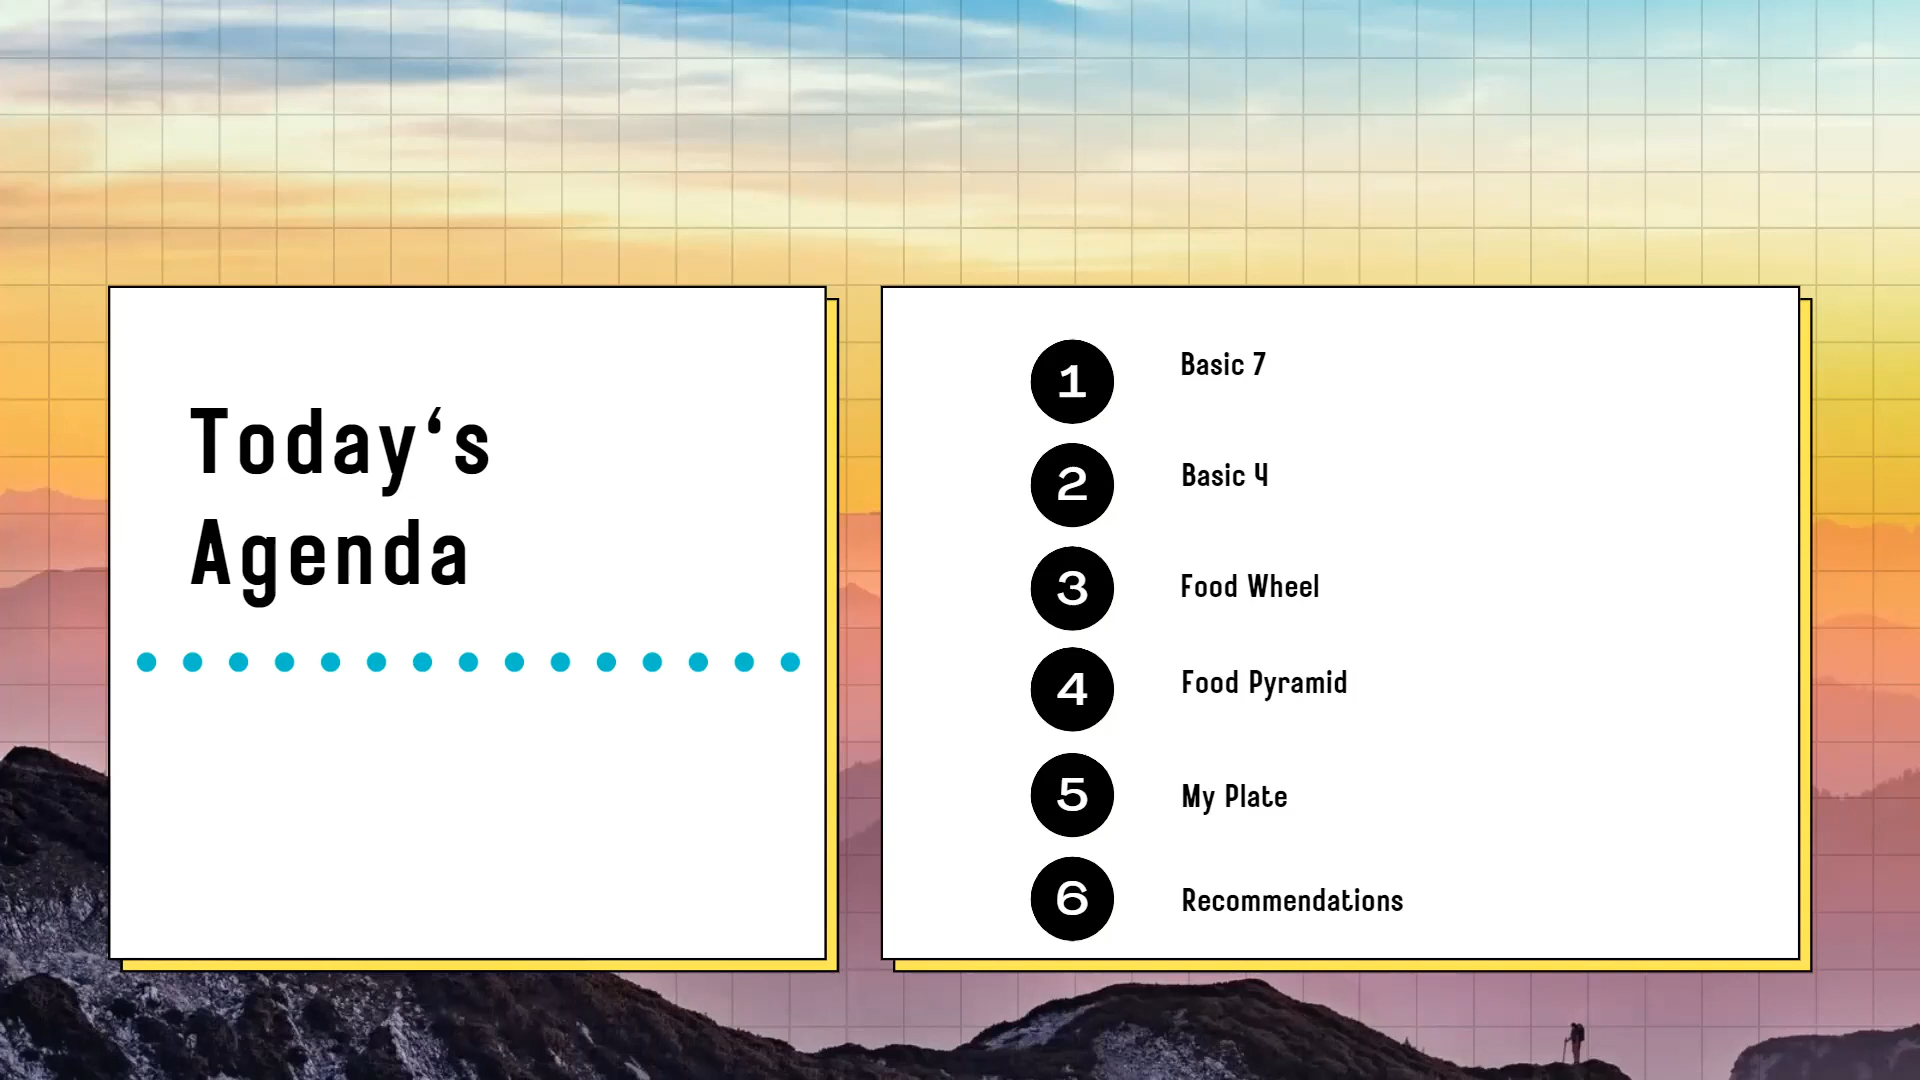 Today‘s
Agenda
1 Basic 7
2 Basic 4
3 Food Wheel
4 Food Pyramid
5 My Plate
6 Recommendations